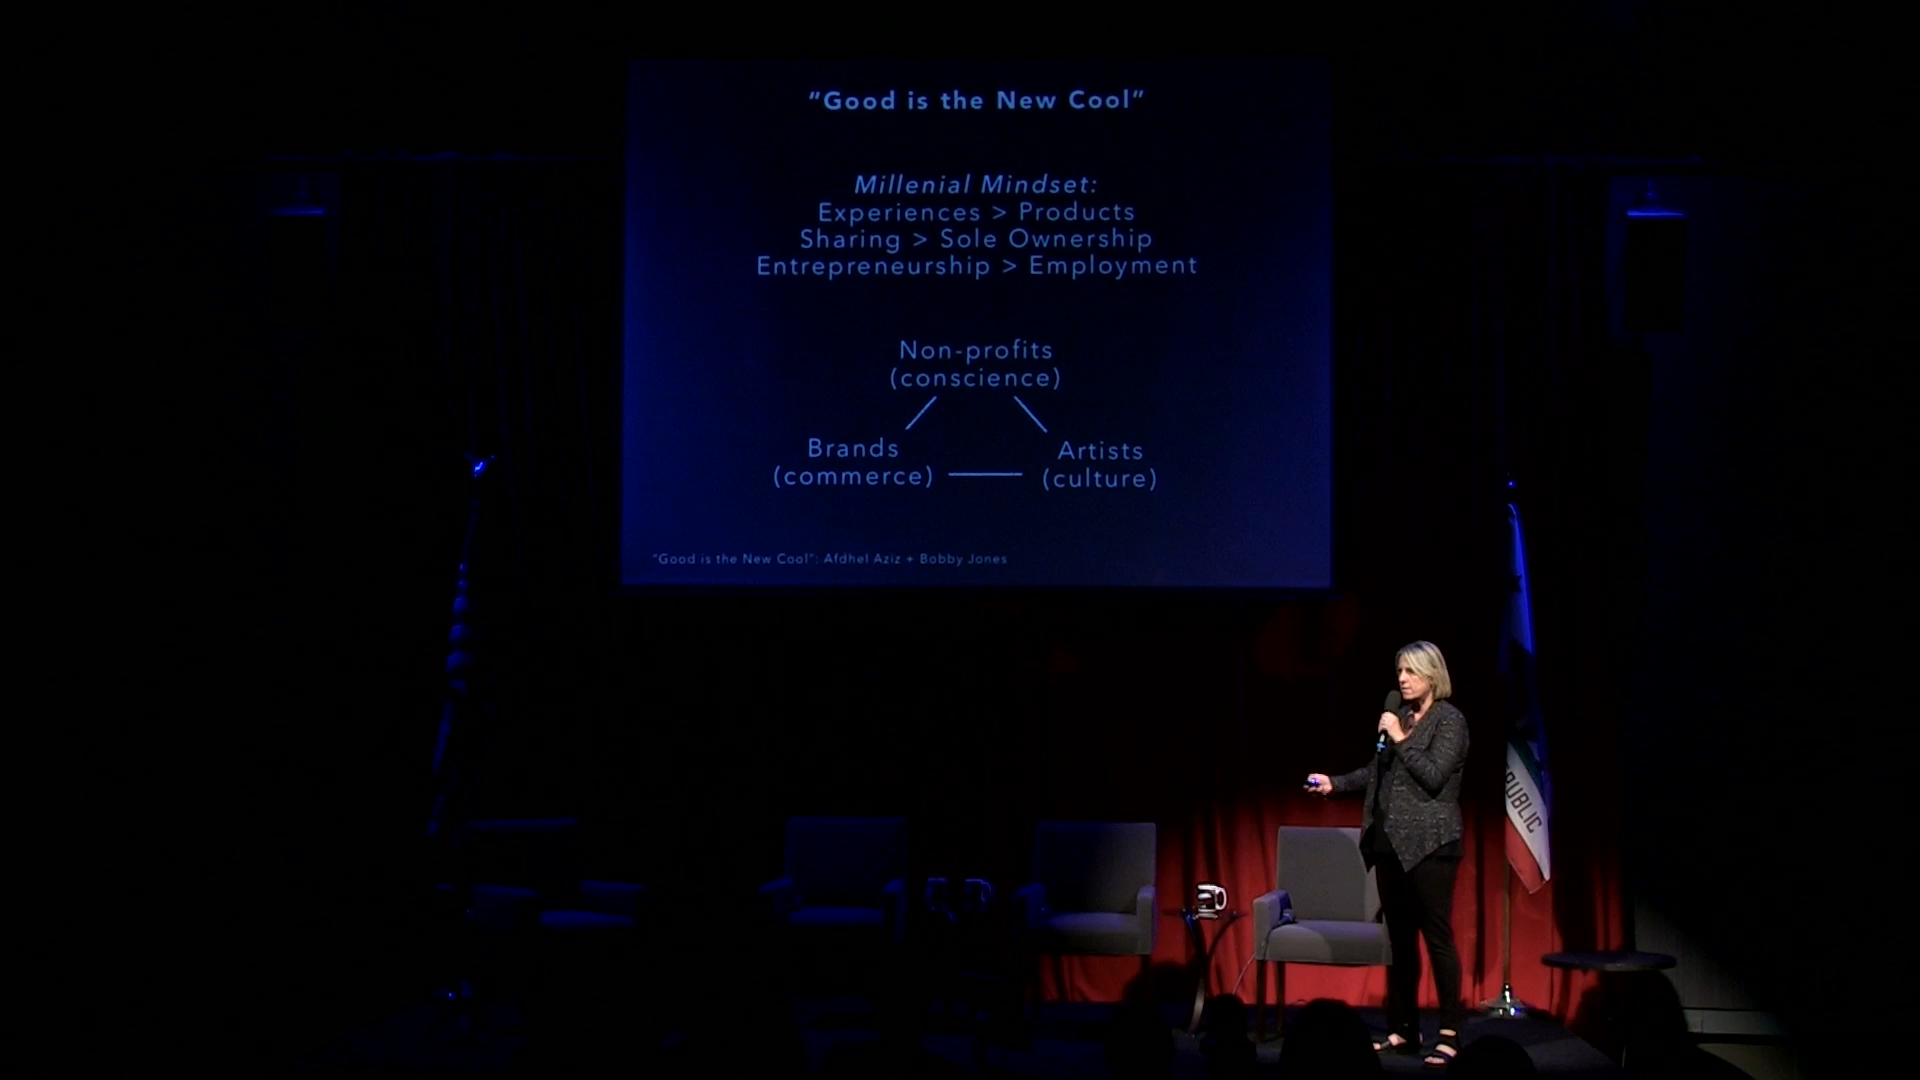 “Good is the New Cool”
Millenial Mindset:
Experiences > Products
Sharing > Sole Ownership
Entrepreneurship > Employment
Non-profits
(conscience)
Brands
(commerce)
Artists
(culture)
“Good is the New Cool”: Afdhel Aziz + Bobby Jones